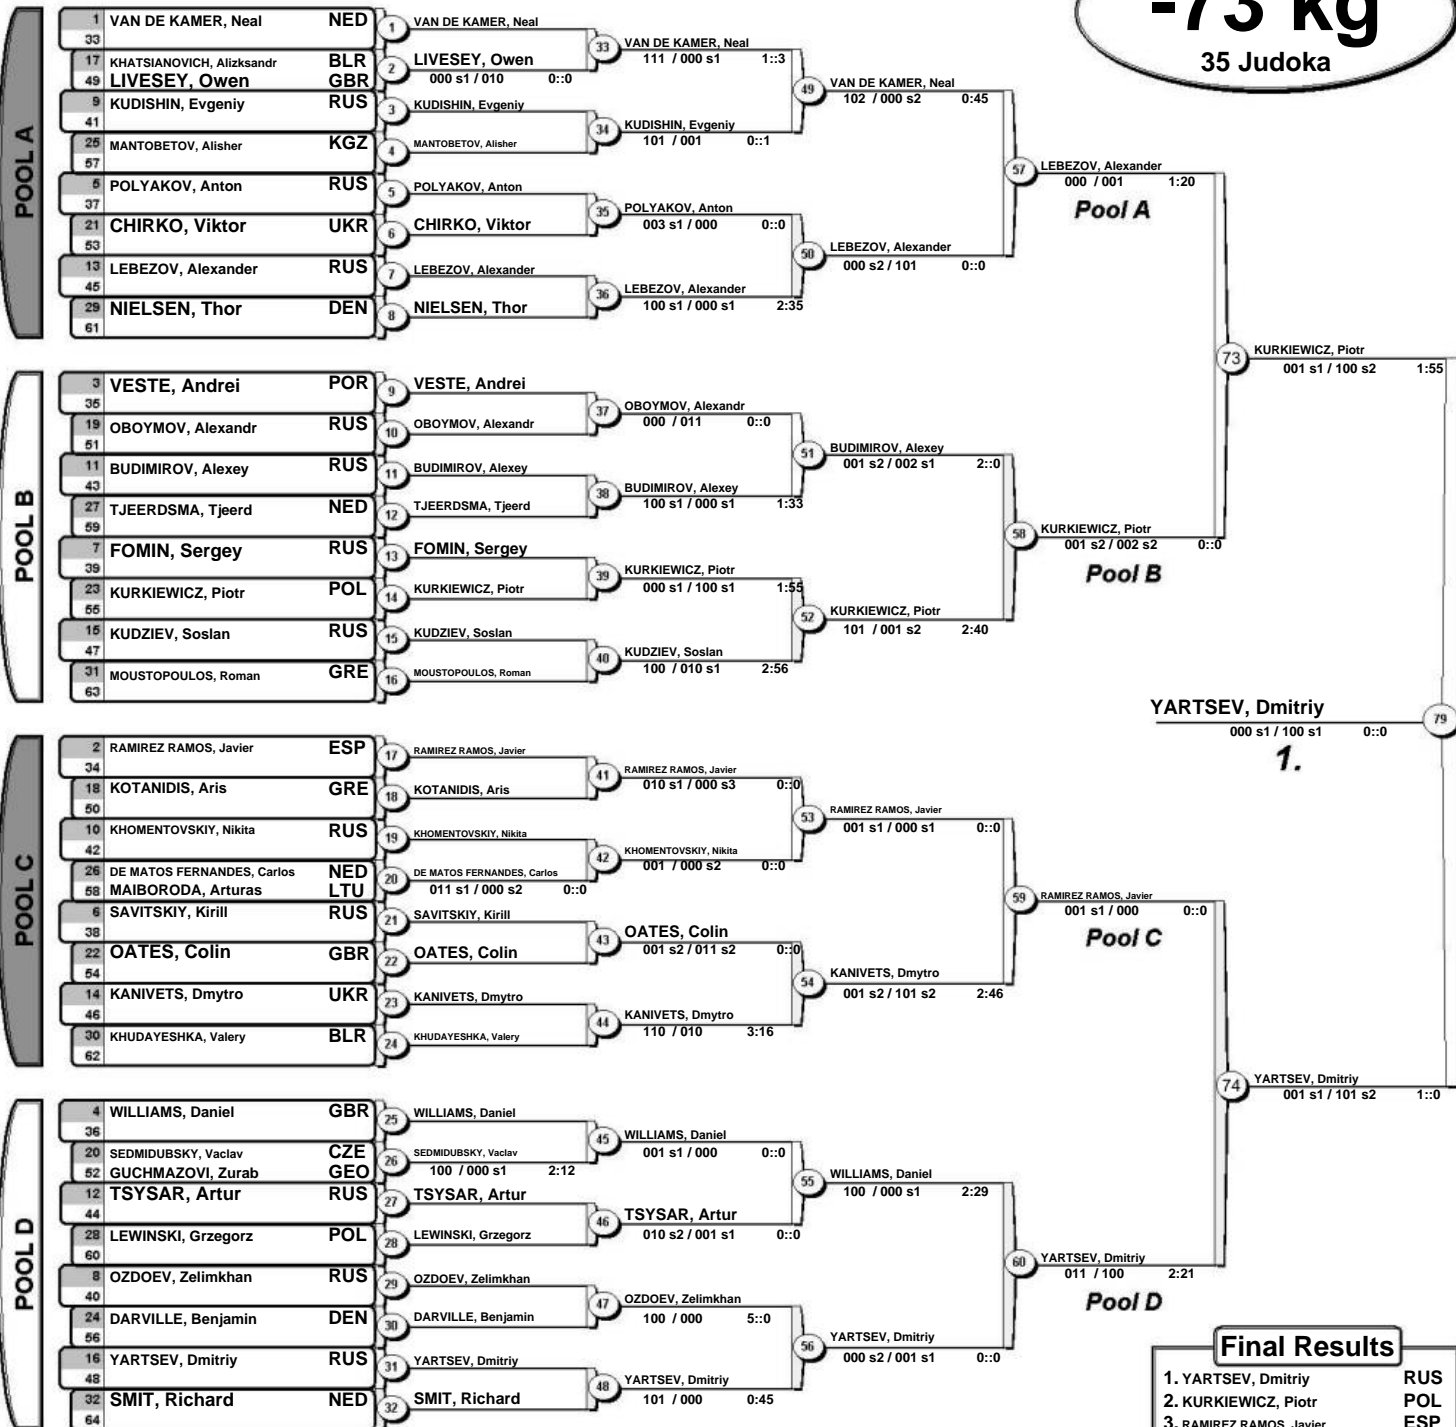 -73 kg
35 Judoka
POOL A
1 VAN DE KAMER, Neal NED
33
17 KHATSIANOVICH, Alizksandr BLR
49 LIVESEY, Owen GBR
9 KUDISHIN, Evgeniy RUS
41
25 MANTOBETOV, Alisher KGZ
57
5 POLYAKOV, Anton RUS
37
21 CHIRKO, Viktor UKR
53
13 LEBEZOV, Alexander RUS
45
29 NIELSEN, Thor DEN
61
1 VAN DE KAMER, Neal
2 LIVESEY, Owen
000 s1 / 010 0::0
3 KUDISHIN, Evgeniy
4 MANTOBETOV, Alisher
5 POLYAKOV, Anton
6 CHIRKO, Viktor
7 LEBEZOV, Alexander
8 NIELSEN, Thor
33 VAN DE KAMER, Neal
111 / 000 s1 1::3
34 KUDISHIN, Evgeniy
101 / 001 0::1
35 POLYAKOV, Anton
003 s1 / 000 0::0
36 LEBEZOV, Alexander
100 s1 / 000 s1 2:35
49 VAN DE KAMER, Neal
102 / 000 s2 0:45
50 LEBEZOV, Alexander
000 s2 / 101 0::0
57 LEBEZOV, Alexander
000 / 001 1:20
Pool A
POOL B
3 VESTE, Andrei POR
35
19 OBOYMOV, Alexandr RUS
51
11 BUDIMIROV, Alexey RUS
43
27 TJEERDSMA, Tjeerd NED
59
7 FOMIN, Sergey RUS
39
23 KURKIEWICZ, Piotr POL
55
15 KUDZIEV, Soslan RUS
47
31 MOUSTOPOULOS, Roman GRE
63
9 VESTE, Andrei
10 OBOYMOV, Alexandr
11 BUDIMIROV, Alexey
12 TJEERDSMA, Tjeerd
13 FOMIN, Sergey
14 KURKIEWICZ, Piotr
15 KUDZIEV, Soslan
16 MOUSTOPOULOS, Roman
37 OBOYMOV, Alexandr
000 / 011 0::0
38 BUDIMIROV, Alexey
100 s1 / 000 s1 1:33
39 KURKIEWICZ, Piotr
000 s1 / 100 s1 1:55
40 KUDZIEV, Soslan
100 / 010 s1 2:56
51 BUDIMIROV, Alexey
001 s2 / 002 s1 2::0
52 KURKIEWICZ, Piotr
101 / 001 s2 2:40
58 KURKIEWICZ, Piotr
001 s2 / 002 s2 0::0
Pool B
73 KURKIEWICZ, Piotr
001 s1 / 100 s2 1:55
YARTSEV, Dmitriy 79
000 s1 / 100 s1 0::0
1.
POOL C
2 RAMIREZ RAMOS, Javier ESP
34
18 KOTANIDIS, Aris GRE
50
10 KHOMENTOVSKIY, Nikita RUS
42
26 DE MATOS FERNANDES, Carlos NED
58 MAIBORODA, Arturas LTU
6 SAVITSKIY, Kirill RUS
38
22 OATES, Colin GBR
54
14 KANIVETS, Dmytro UKR
46
30 KHUDAYESHKA, Valery BLR
62
17 RAMIREZ RAMOS, Javier
18 KOTANIDIS, Aris
19 KHOMENTOVSKIY, Nikita
20 DE MATOS FERNANDES, Carlos
011 s1 / 000 s2 0::0
21 SAVITSKIY, Kirill
22 OATES, Colin
23 KANIVETS, Dmytro
24 KHUDAYESHKA, Valery
41 RAMIREZ RAMOS, Javier
010 s1 / 000 s3 0::0
42 KHOMENTOVSKIY, Nikita
001 / 000 s2 0::0
43 OATES, Colin
001 s2 / 011 s2 0::0
44 KANIVETS, Dmytro
110 / 010 3:16
53 RAMIREZ RAMOS, Javier
001 s1 / 000 s1 0::0
54 KANIVETS, Dmytro
001 s2 / 101 s2 2:46
59 RAMIREZ RAMOS, Javier
001 s1 / 000 0::0
Pool C
POOL D
4 WILLIAMS, Daniel GBR
36
20 SEDMIDUBSKY, Vaclav CZE
52 GUCHMAZOVI, Zurab GEO
12 TSYSAR, Artur RUS
44
28 LEWINSKI, Grzegorz POL
60
8 OZDOEV, Zelimkhan RUS
40
24 DARVILLE, Benjamin DEN
56
16 YARTSEV, Dmitriy RUS
48
32 SMIT, Richard NED
64
25 WILLIAMS, Daniel
26 SEDMIDUBSKY, Vaclav
100 / 000 s1 2:12
27 TSYSAR, Artur
28 LEWINSKI, Grzegorz
29 OZDOEV, Zelimkhan
30 DARVILLE, Benjamin
31 YARTSEV, Dmitriy
32 SMIT, Richard
45 WILLIAMS, Daniel
001 s1 / 000 0::0
46 TSYSAR, Artur
010 s2 / 001 s1 0::0
47 OZDOEV, Zelimkhan
100 / 000 5::0
48 YARTSEV, Dmitriy
101 / 000 0:45
55 WILLIAMS, Daniel
100 / 000 s1 2:29
56 YARTSEV, Dmitriy
000 s2 / 001 s1 0::0
60 YARTSEV, Dmitriy
011 / 100 2:21
Pool D
74 YARTSEV, Dmitriy
001 s1 / 101 s2 1::0
Final Results
1. YARTSEV, Dmitriy RUS
2. KURKIEWICZ, Piotr POL
3. RAMIREZ RAMOS, Javier ESP